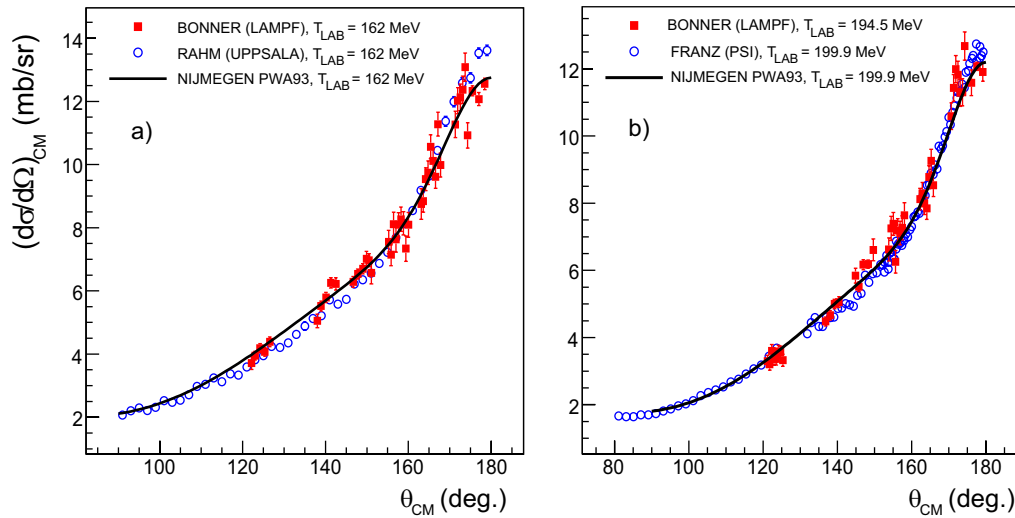 BONNER (LAMPF), T_LAB = 162 MeV
RAHM (UPPSALA) T_LAB = 162 MeV
NIJMEGEN PWA93, T_LAB = 162 MeV
a)
(dσ/dΩ)_CM (mb/sr)
14
12
10
8
6
4
2
100 120 140 160 180
θ_CM (deg.)
BONNER (LAMPF), T_LAB = 194.5 MeV
FRANZ (PSI), T_LAB = 199.9 MeV
NIJMEGEN PWA93, T_LAB = 199.9 MeV
b)
12
10
8
6
4
2
80 100 120 140 160 180
θ_CM (deg.)